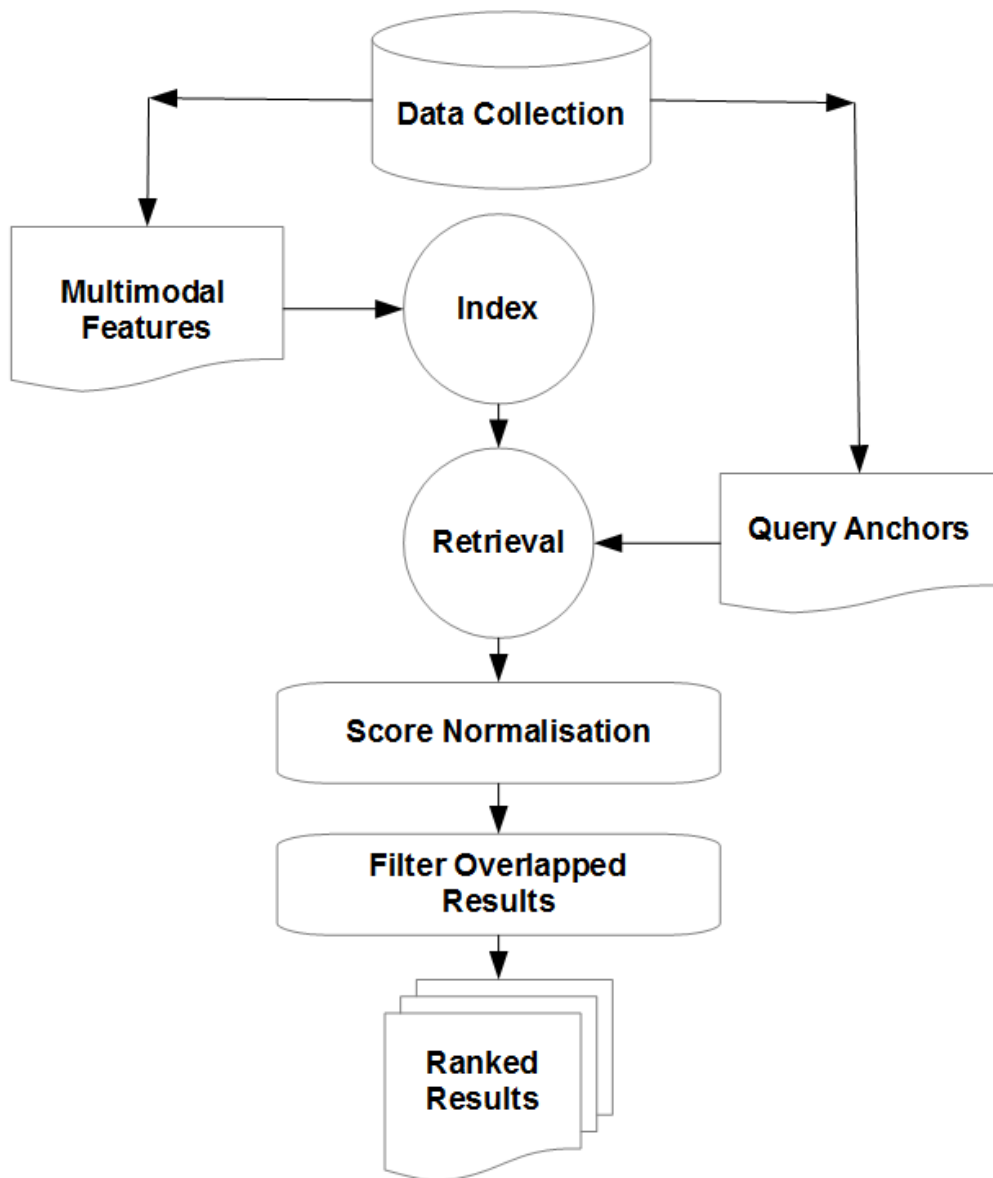 Data Collection
Multimodal
Features
Index
Retrieval
Query Anchors
Score Normalisation
Filter Overlapped
Results
Ranked
Results